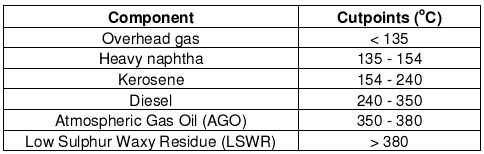 Component Cutpoints (°C)
Overhead gas < 135
Heavy naphtha 135 - 154
Kerosene 154 - 240
Diesel 240 - 350
Atmospheric Gas Oil (AGO) 350 - 380
Low Sulphur Waxy Residue (LSWR) > 380